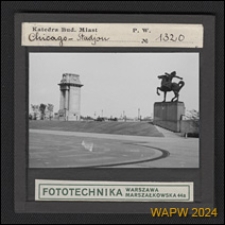 Katedra Bud. Miast P. W.
Chicago - Stadjon № 1320
FOTOTECHNIKA WARSZAWA
MARSZAŁKOWSKA
WAPW 2024